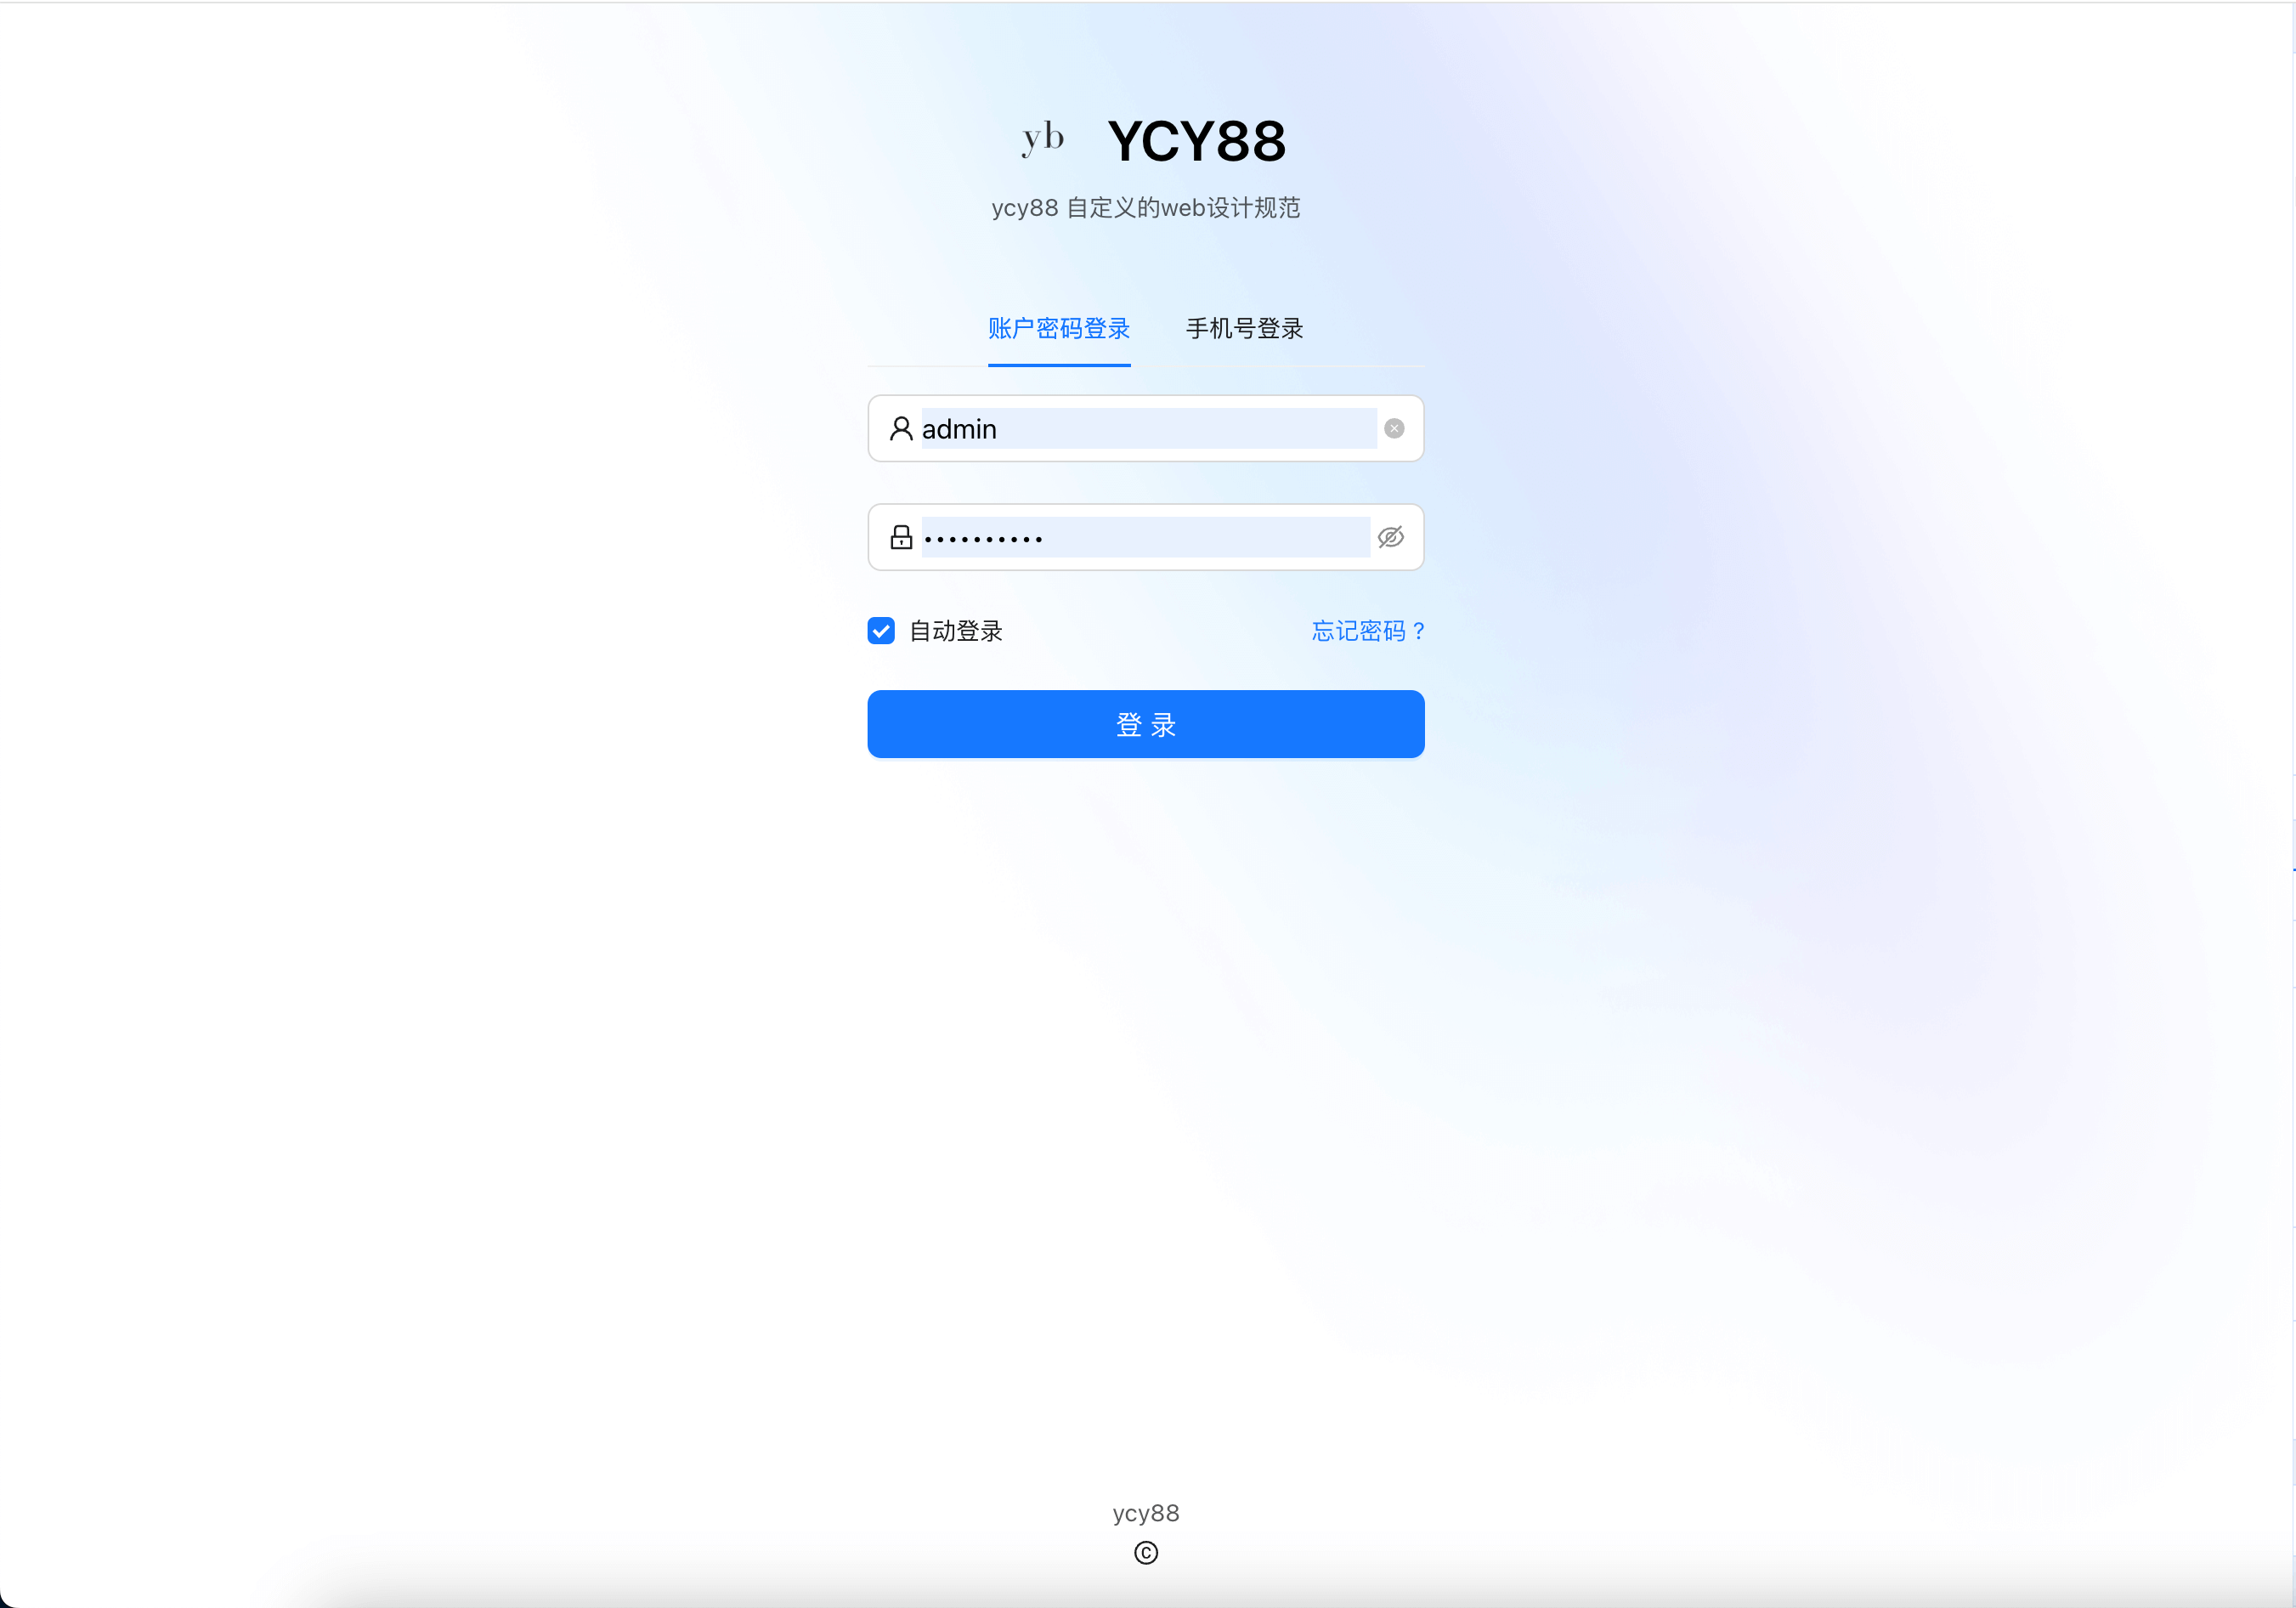 yb YCY88
ycy88 自定义的web设计规范
账户密码登录 手机号登录
admin
••••••••••
自动登录 忘记密码？
登 录
ycy88
©